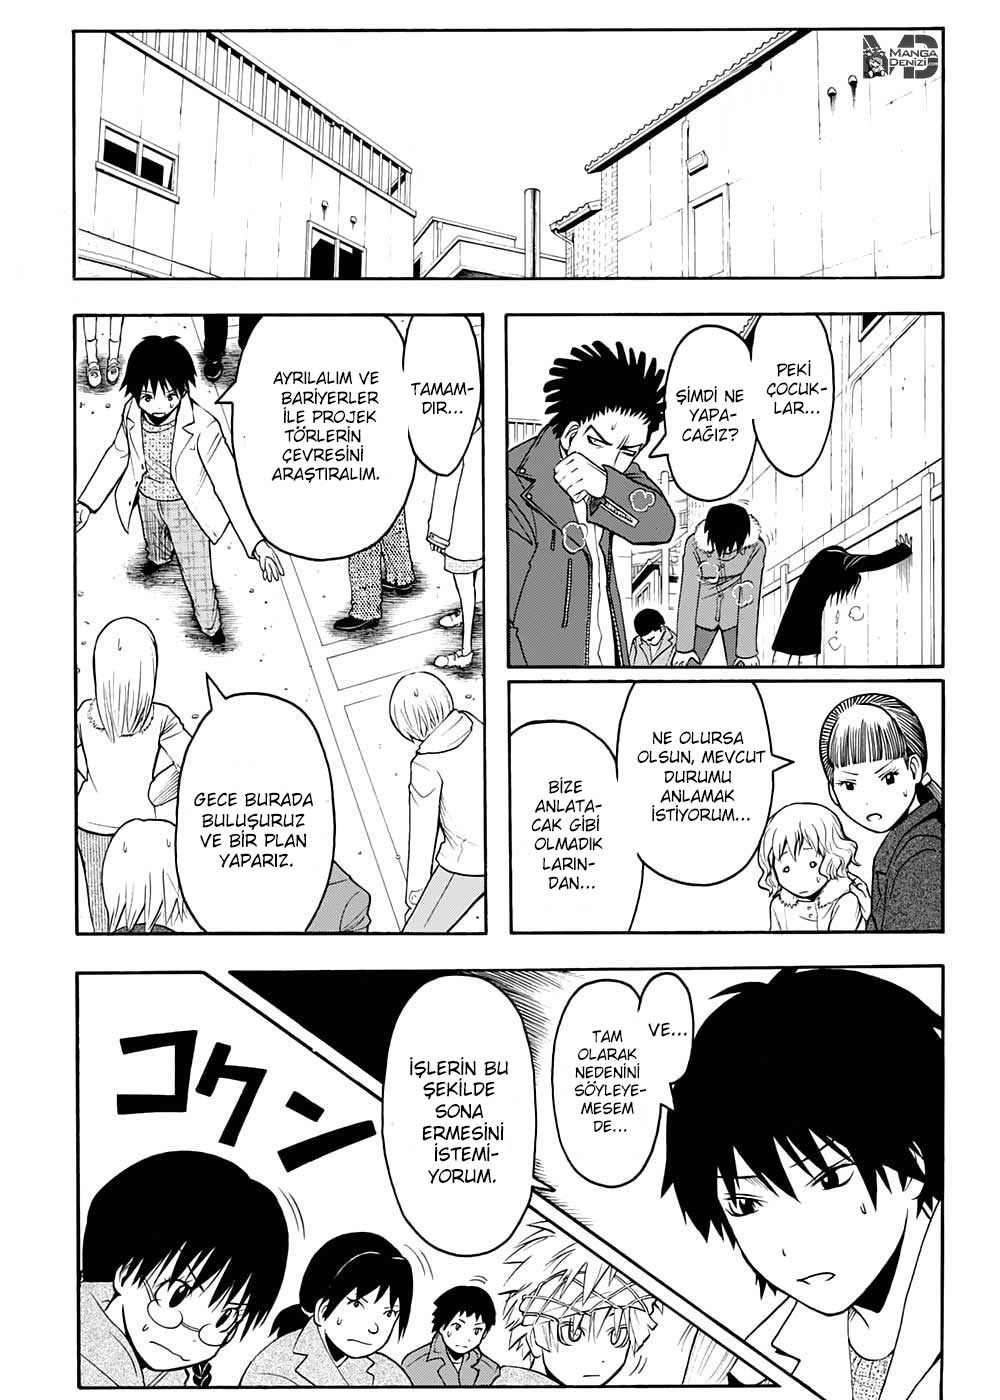 MANGA
DENIZI
.com
PEKİ
ÇOCUK-
LAR...
ŞİMDİ NE
YAPA-
CAĞIZ?
NE OLURSA
OLSUN, MEVCUT
DURUMU
ANLAMAK
İSTİYORUM...
BİZE
ANLATA-
CAK GİBİ
OLMADIK
LARIN-
DAN...
TAMAM-
DIR...
AYRILALIM VE
BARİYERLER
İLE PROJEK
TÖRLERİN
ÇEVRESİNİ
ARAŞTIRALIM.
GECE BURADA
BULUŞURUZ
VE BİR PLAN
YAPARIZ.
VE...
TAM
OLARAK
NEDENİNİ
SÖYLEYE-
MESEM
DE...
İŞLERİN BU
ŞEKİLDE
SONA
ERMESİNİ
İSTEMİ-
YORUM.
コクン